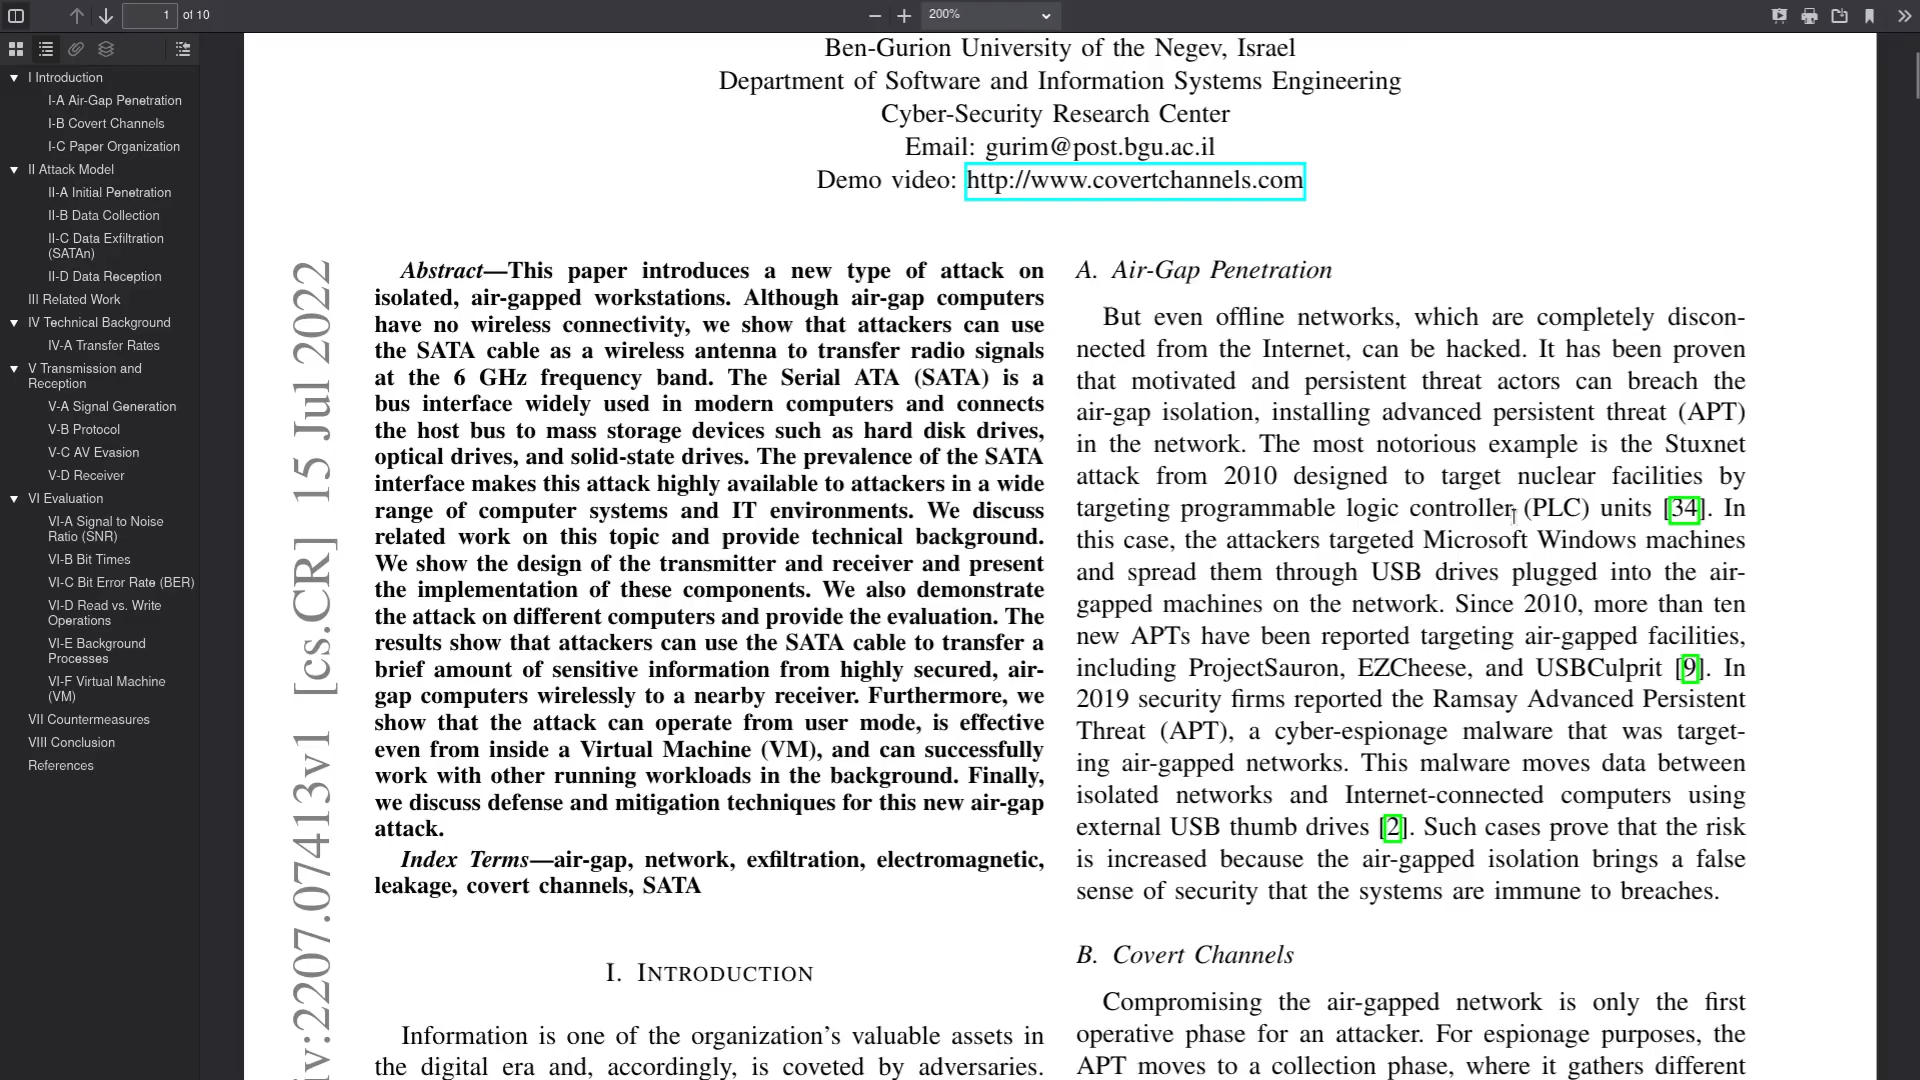 1 of 10
200%
I Introduction
I-A Air-Gap Penetration
I-B Covert Channels
I-C Paper Organization
II Attack Model
II-A Initial Penetration
II-B Data Collection
II-C Data Exfiltration
(SATAn)
II-D Data Reception
III Related Work
IV Technical Background
IV-A Transfer Rates
V Transmission and
Reception
V-A Signal Generation
V-B Protocol
V-C AV Evasion
V-D Receiver
VI Evaluation
VI-A Signal to Noise
Ratio (SNR)
VI-B Bit Times
VI-C Bit Error Rate (BER)
VI-D Read vs. Write
Operations
VI-E Background
Processes
VI-F Virtual Machine
(VM)
VII Countermeasures
VIII Conclusion
References
Ben-Gurion University of the Negev, Israel
Department of Software and Information Systems Engineering
Cyber-Security Research Center
Email: gurim@post.bgu.ac.il
Demo video: http://www.covertchannels.com
iv:2207.07413v1 [cs.CR] 15 Jul 2022
Abstract—This paper introduces a new type of attack on
isolated, air-gapped workstations. Although air-gap computers
have no wireless connectivity, we show that attackers can use
the SATA cable as a wireless antenna to transfer radio signals
at the 6 GHz frequency band. The Serial ATA (SATA) is a
bus interface widely used in modern computers and connects
the host bus to mass storage devices such as hard disk drives,
optical drives, and solid-state drives. The prevalence of the SATA
interface makes this attack highly available to attackers in a wide
range of computer systems and IT environments. We discuss
related work on this topic and provide technical background.
We show the design of the transmitter and receiver and present
the implementation of these components. We also demonstrate
the attack on different computers and provide the evaluation. The
results show that attackers can use the SATA cable to transfer a
brief amount of sensitive information from highly secured, air-
gap computers wirelessly to a nearby receiver. Furthermore, we
show that the attack can operate from user mode, is effective
even from inside a Virtual Machine (VM), and can successfully
work with other running workloads in the background. Finally,
we discuss defense and mitigation techniques for this new air-gap
attack.
Index Terms—air-gap, network, exfiltration, electromagnetic,
leakage, covert channels, SATA
I. INTRODUCTION
Information is one of the organization's valuable assets in
the digital era and, accordingly, is coveted by adversaries.
A. Air-Gap Penetration
But even offline networks, which are completely discon-
nected from the Internet, can be hacked. It has been proven
that motivated and persistent threat actors can breach the
air-gap isolation, installing advanced persistent threat (APT)
in the network. The most notorious example is the Stuxnet
attack from 2010 designed to target nuclear facilities by
targeting programmable logic controller (PLC) units [34]. In
this case, the attackers targeted Microsoft Windows machines
and spread them through USB drives plugged into the air-
gapped machines on the network. Since 2010, more than ten
new APTs have been reported targeting air-gapped facilities,
including ProjectSauron, EZCheese, and USBCulprit [9]. In
2019 security firms reported the Ramsay Advanced Persistent
Threat (APT), a cyber-espionage malware that was target-
ing air-gapped networks. This malware moves data between
isolated networks and Internet-connected computers using
external USB thumb drives [2]. Such cases prove that the risk
is increased because the air-gapped isolation brings a false
sense of security that the systems are immune to breaches.
B. Covert Channels
Compromising the air-gapped network is only the first
operative phase for an attacker. For espionage purposes, the
APT moves to a collection phase, where it gathers different